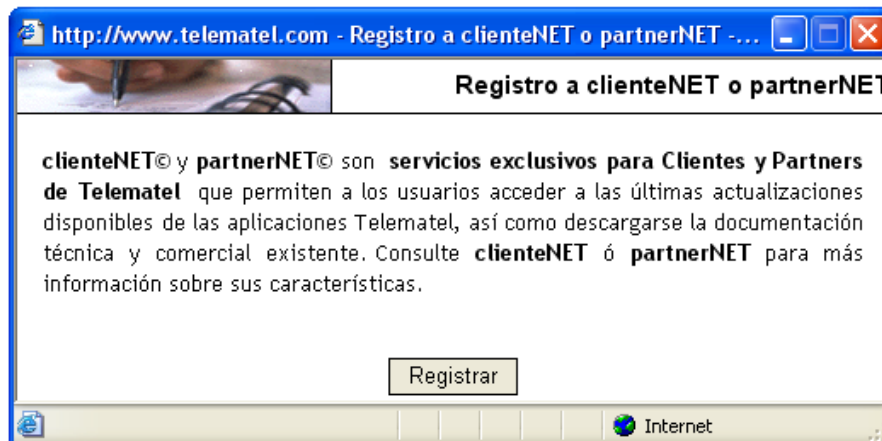 http://www.telematel.com - Registro a clienteNET o partnerNET -...
Registro a clienteNET o partnerNET
clienteNET© y partnerNET© son servicios exclusivos para Clientes y Partners
de Telematel que permiten a los usuarios acceder a las últimas actualizaciones
disponibles de las aplicaciones Telematel, así como descargarse la documentación
técnica y comercial existente. Consulte clienteNET ó partnerNET para más
información sobre sus características.
Registrar
Internet